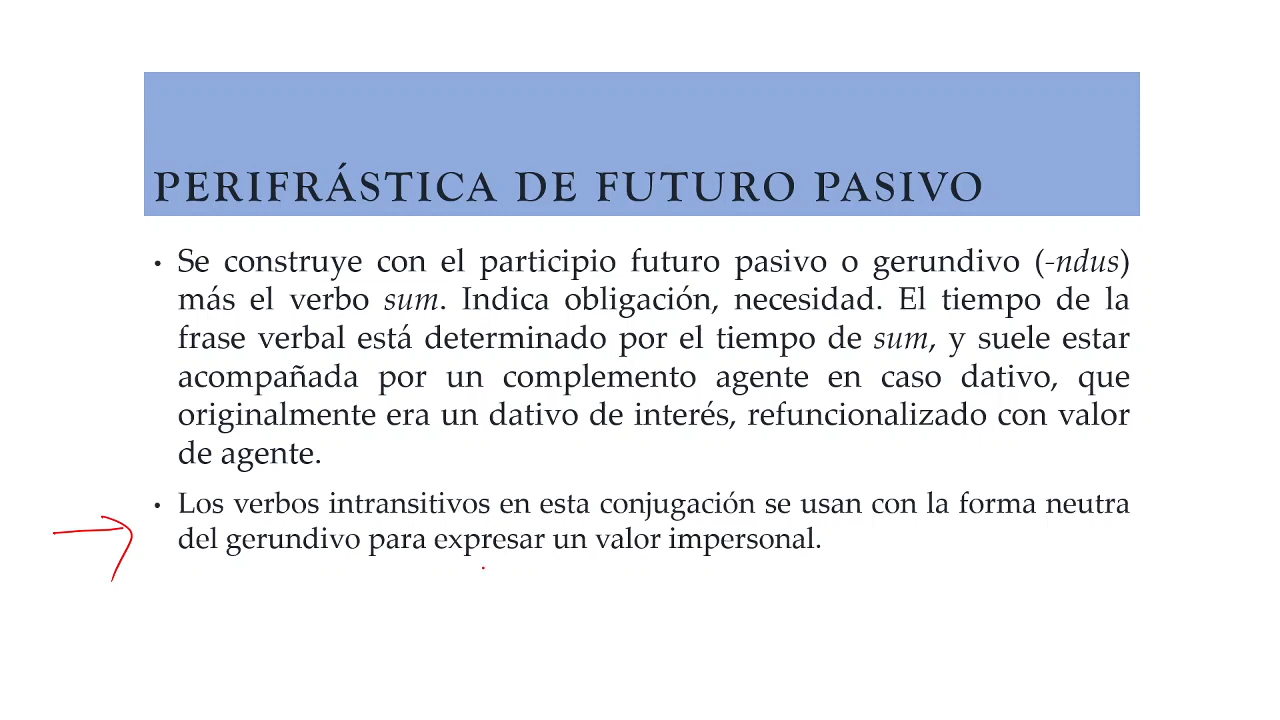 PERIFRÁSTICA DE FUTURO PASIVO
• Se construye con el participio futuro pasivo o gerundivo (-ndus)
más el verbo sum. Indica obligación, necesidad. El tiempo de la
frase verbal está determinado por el tiempo de sum, y suele estar
acompañada por un complemento agente en caso dativo, que
originalmente era un dativo de interés, refuncionalizado con valor
de agente.
• Los verbos intransitivos en esta conjugación se usan con la forma neutra
del gerundivo para expresar un valor impersonal.